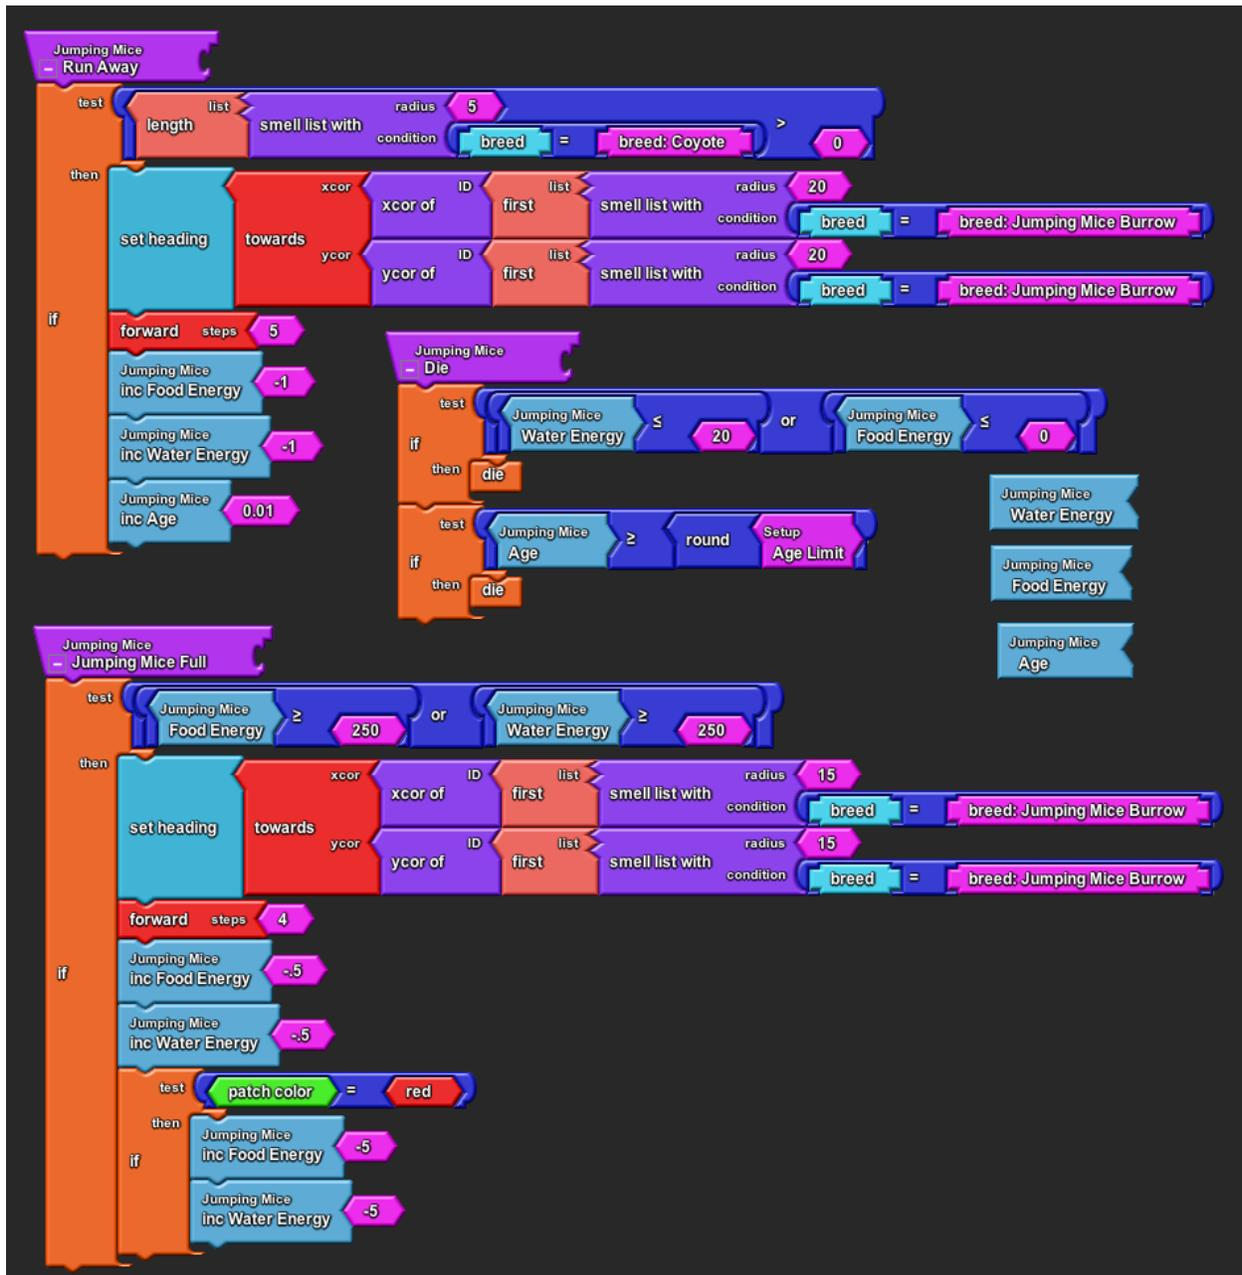 Jumping Mice
Run Away
test
length
list
smell list with
radius
5
condition
breed
=
breed: Coyote
>
0
then
set heading
towards
xcor
xcor of
ID
first
list
smell list with
radius
20
condition
breed
=
breed: Jumping Mice Burrow
ycor
ycor of
ID
first
list
smell list with
radius
20
condition
breed
=
breed: Jumping Mice Burrow
if
forward
steps
5
Jumping Mice
inc Food Energy
-1
Jumping Mice
inc Water Energy
-1
Jumping Mice
inc Age
0.01
Jumping Mice
Die
test
Jumping Mice
Water Energy
≤
20
or
Jumping Mice
Food Energy
≤
0
if
then
die
test
Jumping Mice
Age
≥
round
Setup
Age Limit
if
then
die
Jumping Mice
Water Energy
Jumping Mice
Food Energy
Jumping Mice
Age
Jumping Mice
Jumping Mice Full
test
Jumping Mice
Food Energy
≥
250
or
Jumping Mice
Water Energy
≥
250
then
set heading
towards
xcor
xcor of
ID
first
list
smell list with
radius
15
condition
breed
=
breed: Jumping Mice Burrow
ycor
ycor of
ID
first
list
smell list with
radius
15
condition
breed
=
breed: Jumping Mice Burrow
forward
steps
4
if
Jumping Mice
inc Food Energy
-.5
Jumping Mice
inc Water Energy
-.5
test
patch color
=
red
then
if
Jumping Mice
inc Food Energy
-5
Jumping Mice
inc Water Energy
-5